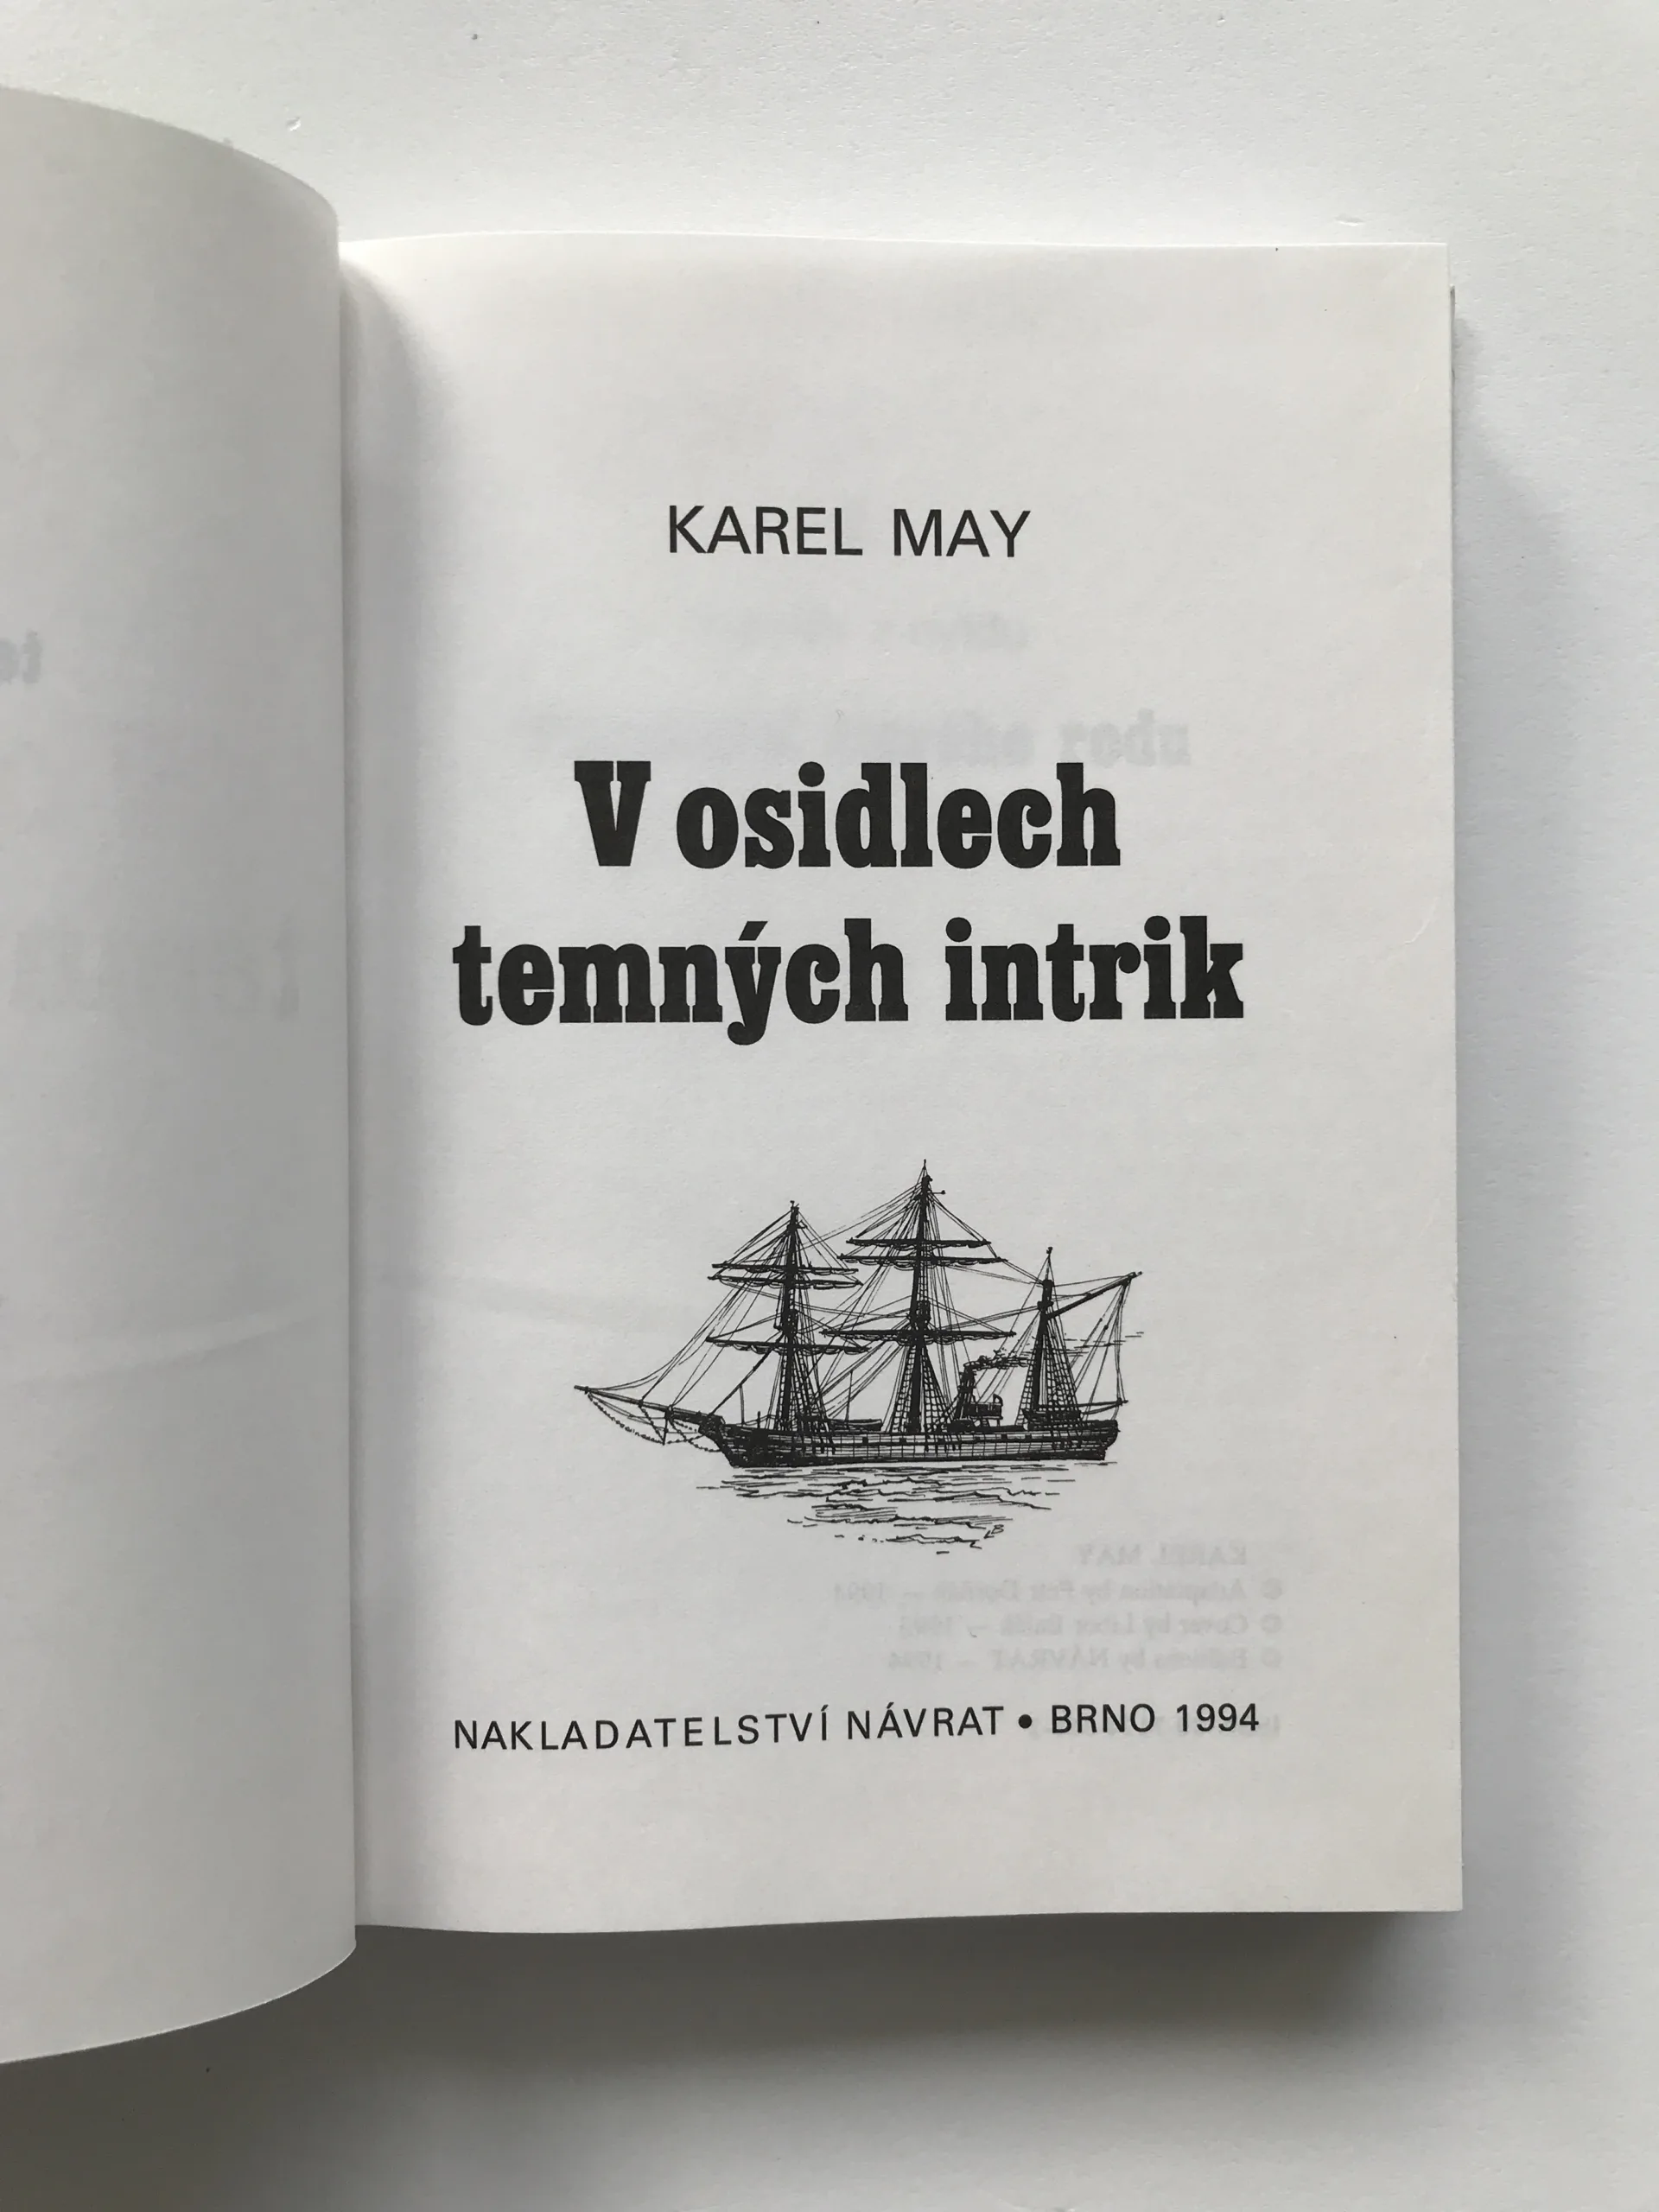 KAREL MAY
V osidlech
temných intrik
NAKLADATELSTVÍ NÁVRAT • BRNO 1994